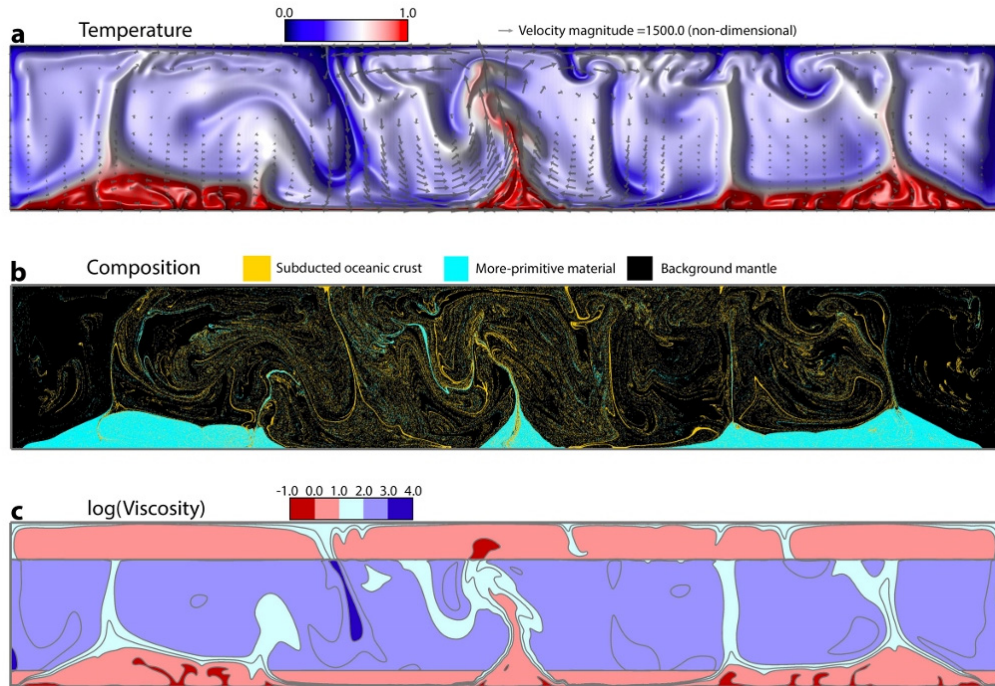 a Temperature 0.0 1.0 Velocity magnitude =1500.0 (non-dimensional)
b Composition Subducted oceanic crust More-primitive material Background mantle
c log(Viscosity) -1.0 0.0 1.0 2.0 3.0 4.0